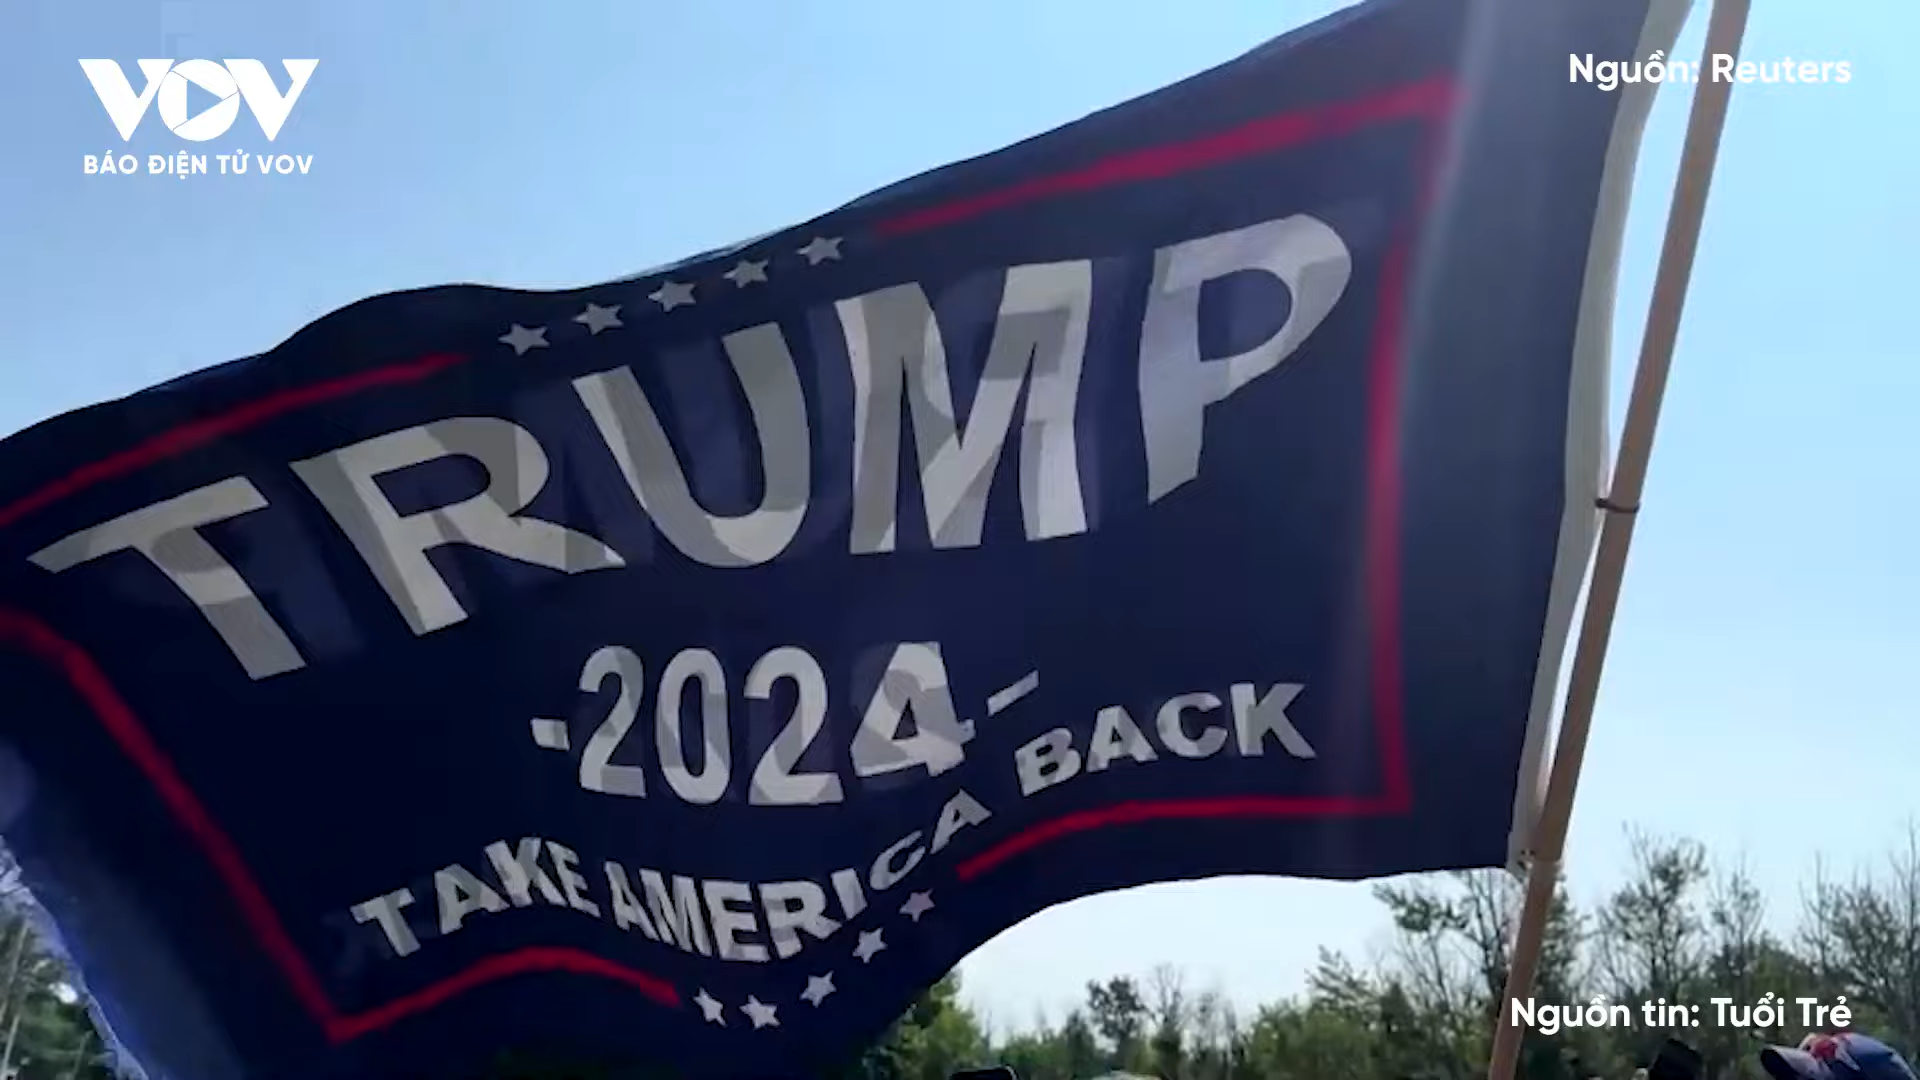 VOV
BÁO ĐIỆN TỬ VOV
Nguồn: Reuters
TRUMP
-2024-
TAKE AMERICA BACK
Nguồn tin: Tuổi Trẻ